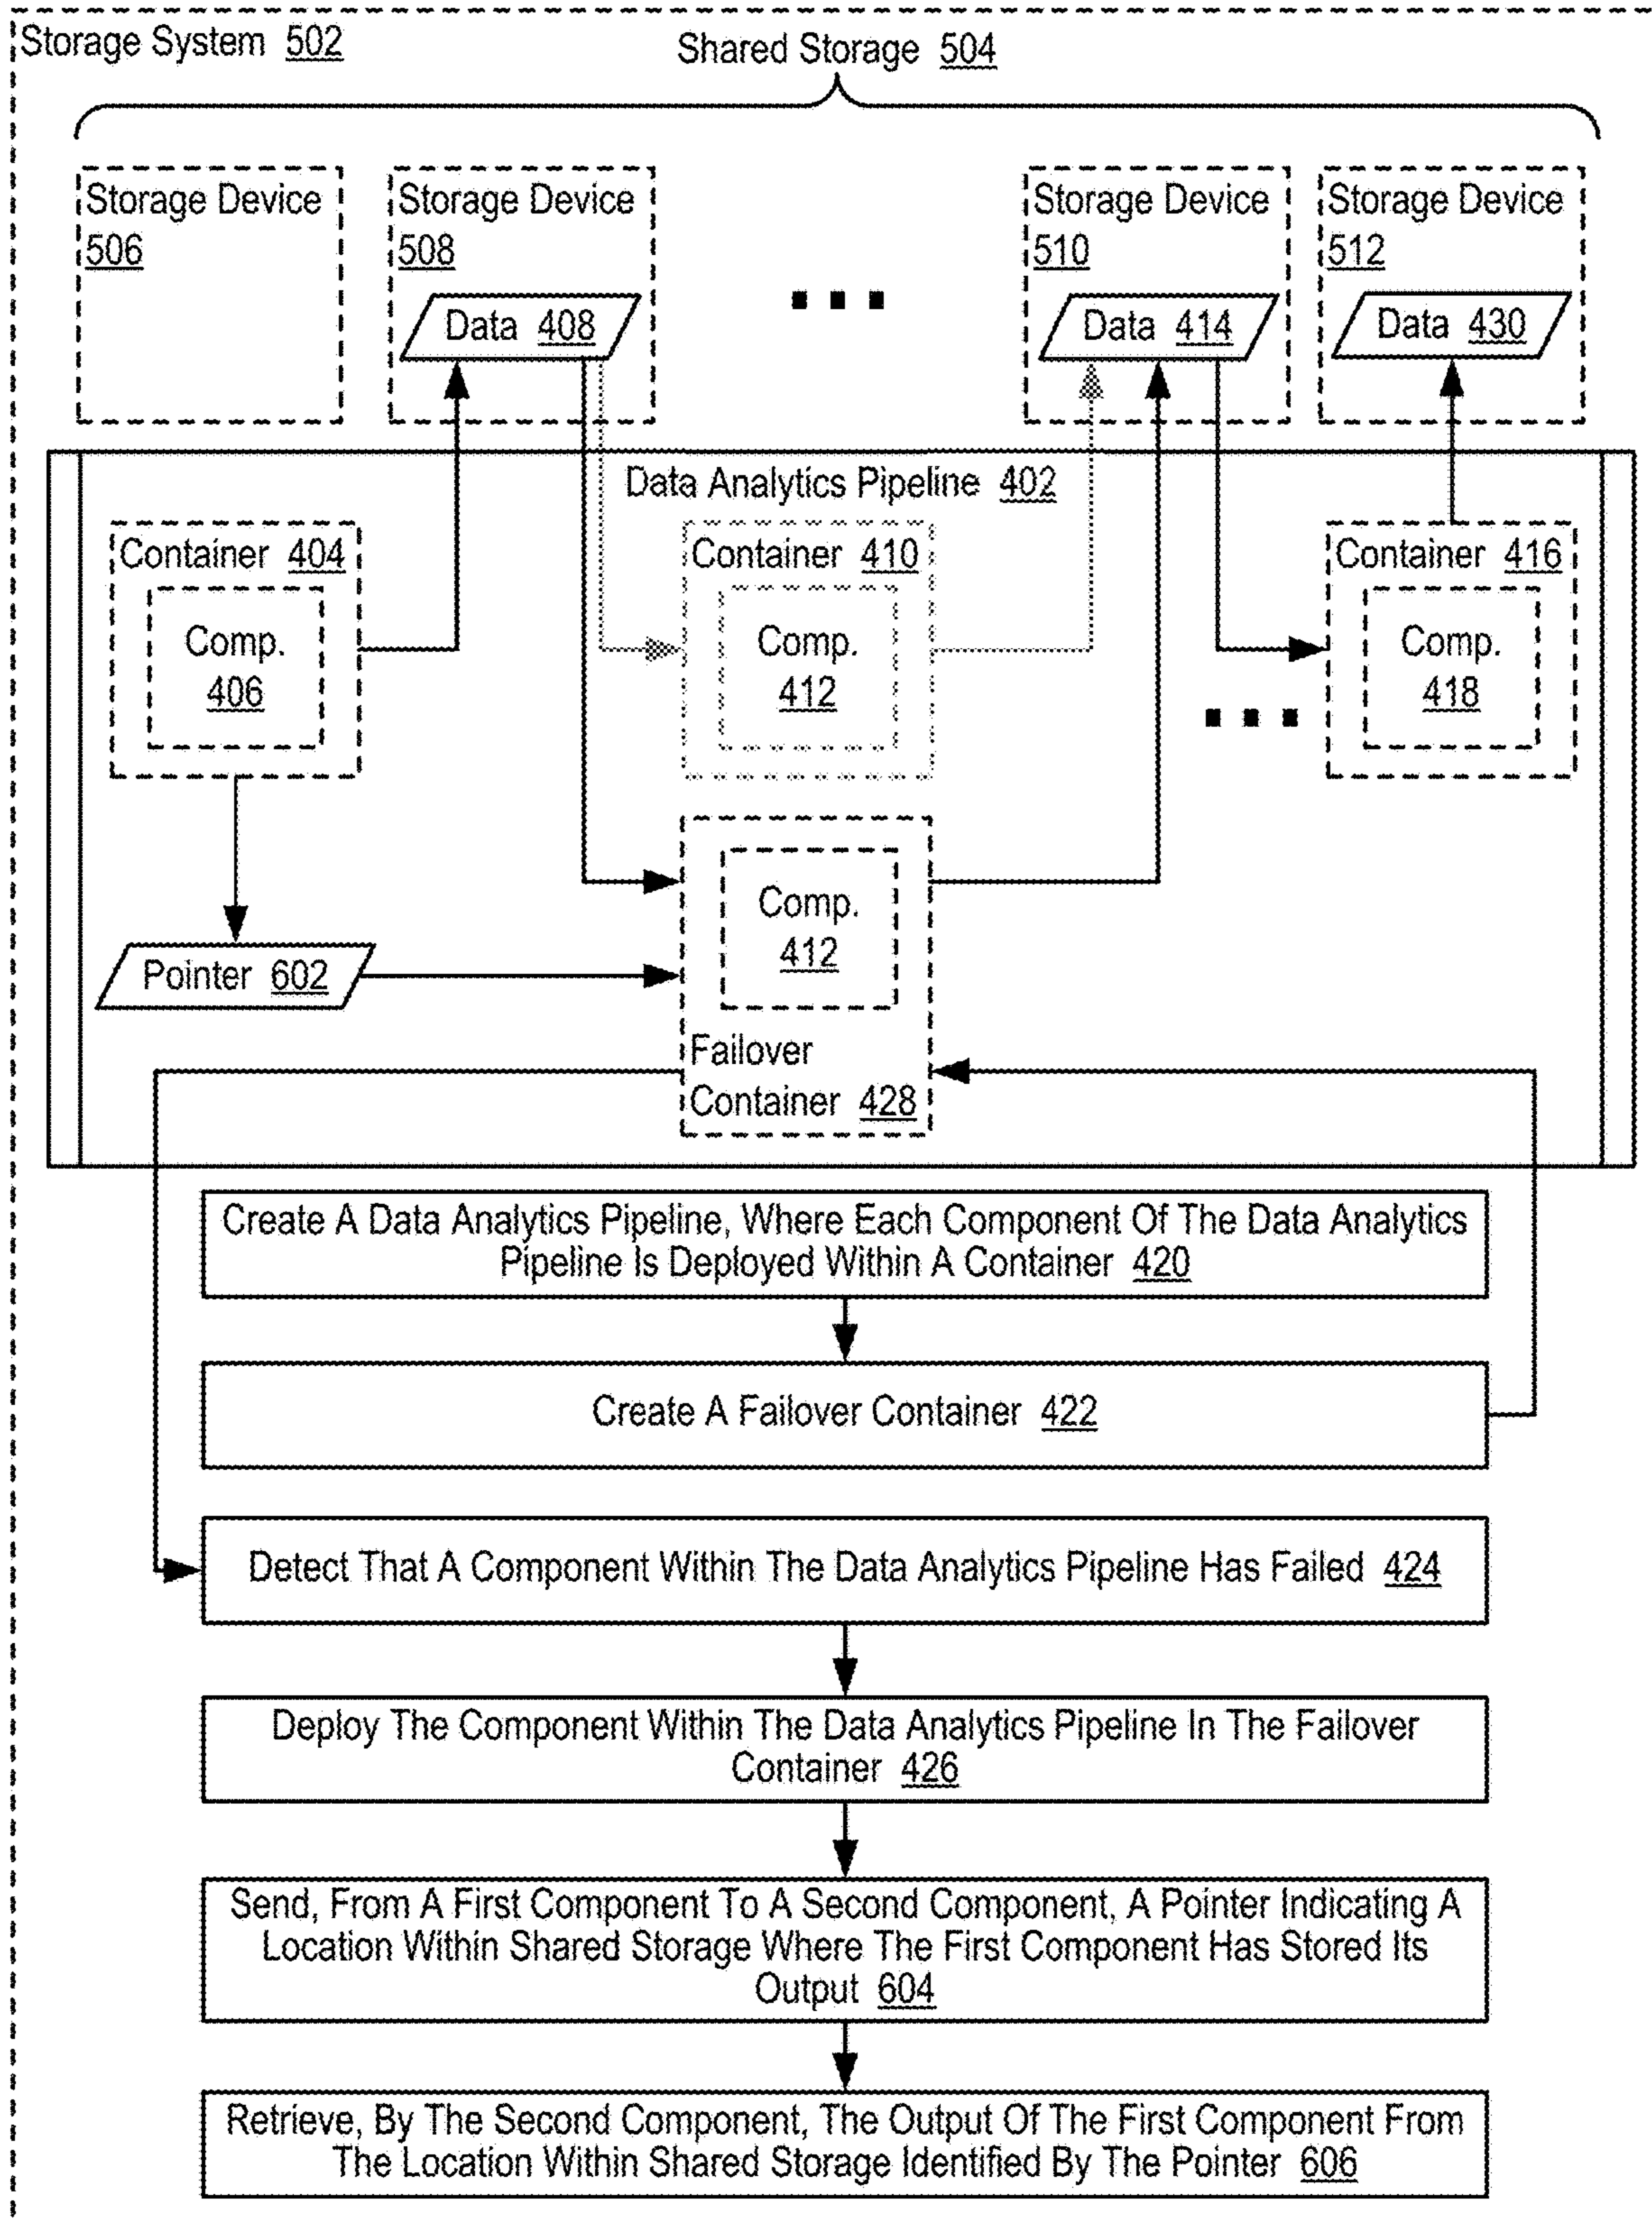 Storage System 502
Shared Storage 504
Storage Device
506
Storage Device
508
Data 408
Storage Device
510
Data 414
Storage Device
512
Data 430
Data Analytics Pipeline 402
Container 404
Comp.
406
Container 410
Comp.
412
Container 416
Comp.
418
Comp.
412
Failover
Container 428
Pointer 602
Create A Data Analytics Pipeline, Where Each Component Of The Data Analytics
Pipeline Is Deployed Within A Container 420
Create A Failover Container 422
Detect That A Component Within The Data Analytics Pipeline Has Failed 424
Deploy The Component Within The Data Analytics Pipeline In The Failover
Container 426
Send, From A First Component To A Second Component, A Pointer Indicating A
Location Within Shared Storage Where The First Component Has Stored Its
Output 604
Retrieve, By The Second Component, The Output Of The First Component From
The Location Within Shared Storage Identified By The Pointer 606